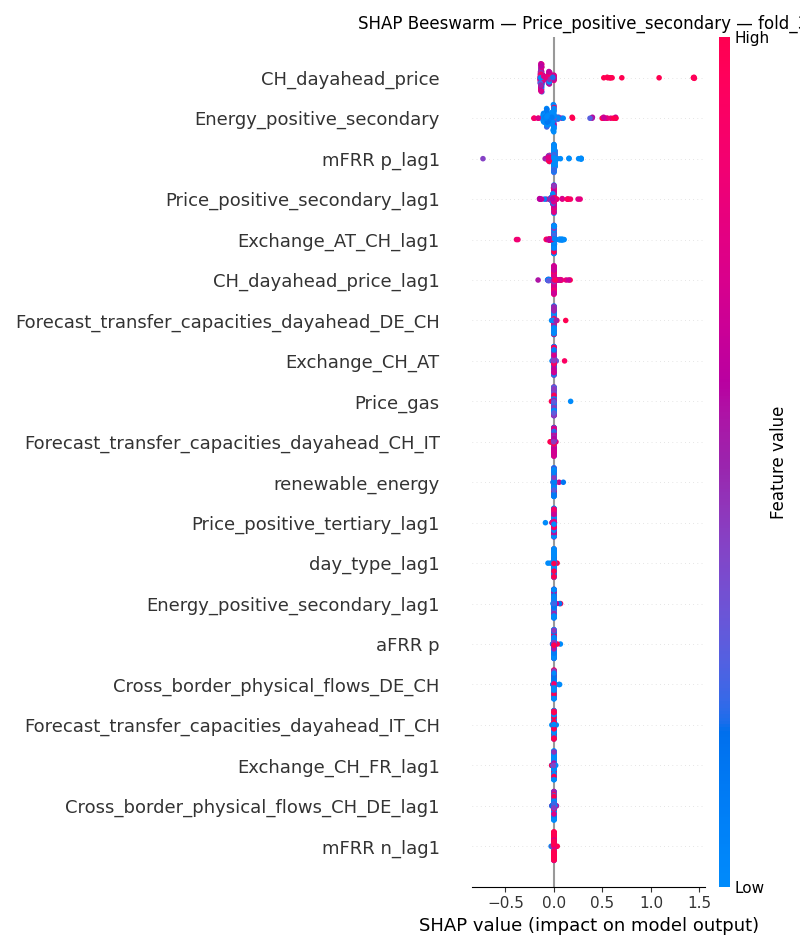 SHAP Beeswarm — Price_positive_secondary — fold_3
High
CH_dayahead_price
Energy_positive_secondary
mFRR p_lag1
Price_positive_secondary_lag1
Exchange_AT_CH_lag1
CH_dayahead_price_lag1
Forecast_transfer_capacities_dayahead_DE_CH
Exchange_CH_AT
Price_gas
Forecast_transfer_capacities_dayahead_CH_IT
renewable_energy
Price_positive_tertiary_lag1
day_type_lag1
Energy_positive_secondary_lag1
aFRR p
Cross_border_physical_flows_DE_CH
Forecast_transfer_capacities_dayahead_IT_CH
Exchange_CH_FR_lag1
Cross_border_physical_flows_CH_DE_lag1
mFRR n_lag1
Feature value
Low
−0.5 0.0 0.5 1.0 1.5
SHAP value (impact on model output)